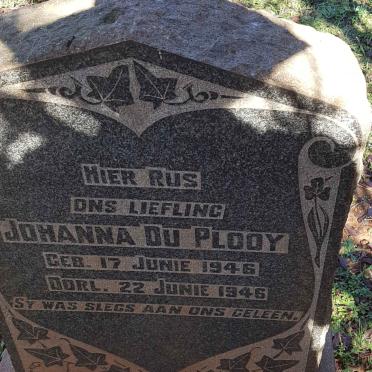 HIER RUS
ONS LIEFLING
JOHANNA DU PLOOY
GEB. 17 JUNIE 1946
OORL. 22 JUNIE 1946
SY WAS SLEGS AAN ONS GELEEN.